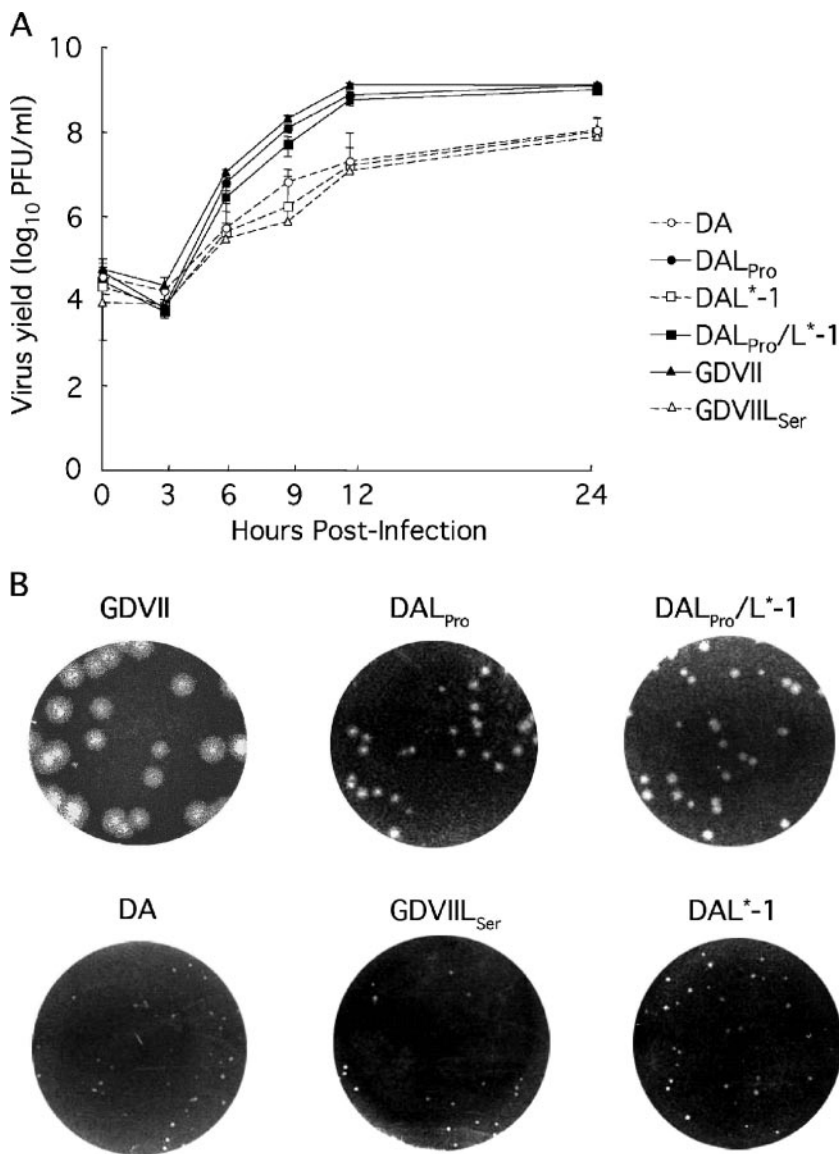 A
Virus yield (log10 PFU/ml)
10
8
6
4
2
0
0 3 6 9 12 24
Hours Post-Infection
DA
DALPro
DAL*-1
DALPro/L*-1
GDVII
GDVIILSer
B
GDVII DALPro DALPro/L*-1
DA GDVIILSer DAL*-1